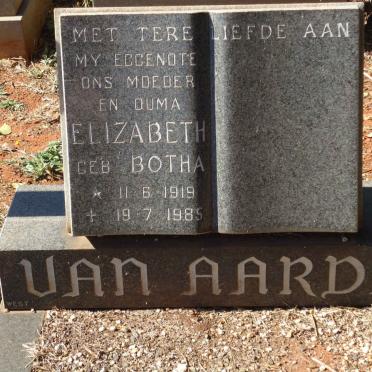 MET TERE LIEFDE AAN
MY EGGENOTE
ONS MOEDER
EN OUMA
ELIZABETH
GEB BOTHA
* 11·6·1919
+ 19·7·1985
VAN AARD
WEST